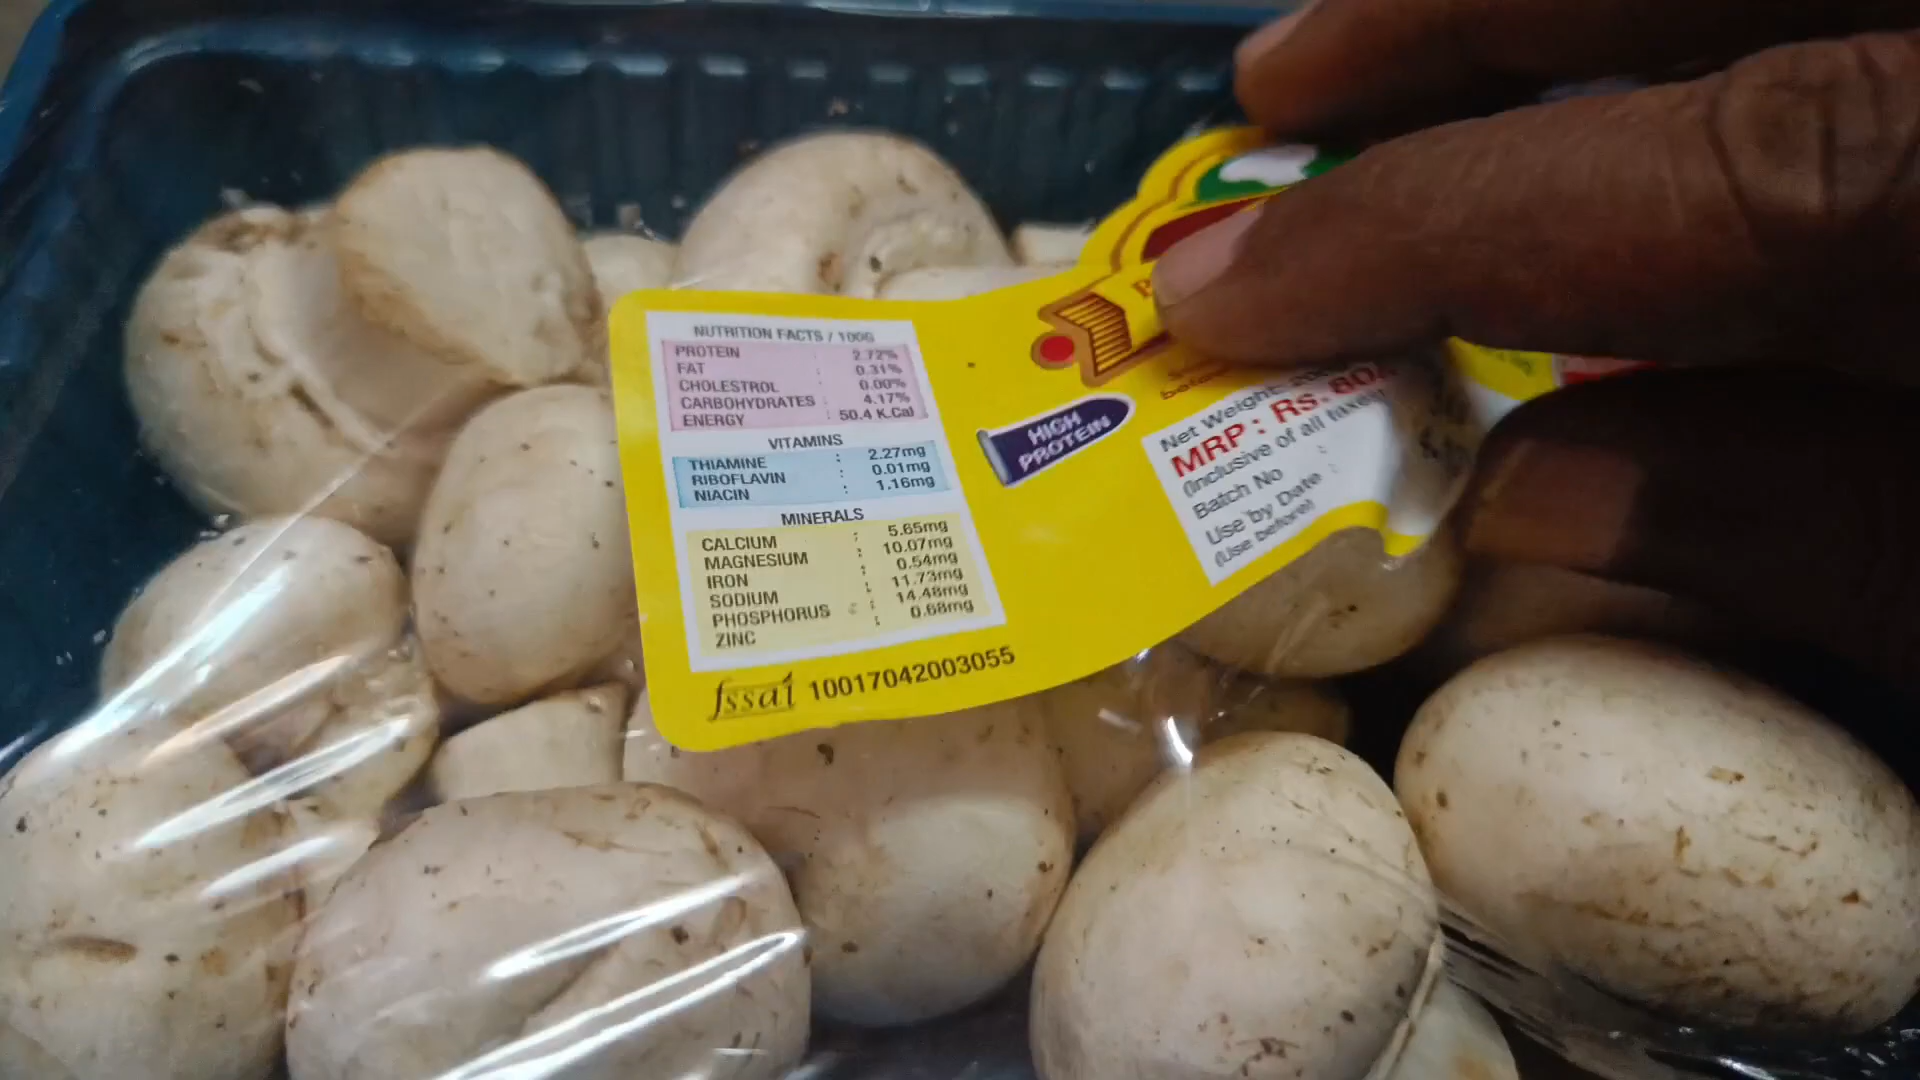 NUTRITION FACTS / 100G
PROTEIN : 2.72%
FAT : 0.31%
CHOLESTROL : 0.00%
CARBOHYDRATES : 4.17%
ENERGY : 50.4 K.Cal
VITAMINS
THIAMINE : 2.27mg
RIBOFLAVIN : 0.01mg
NIACIN : 1.16mg
MINERALS
CALCIUM : 5.65mg
MAGNESIUM : 10.07mg
IRON : 0.54mg
SODIUM : 11.73mg
PHOSPHORUS : 14.48mg
ZINC : 0.68mg
fssai 10017042003055
HIGH
PROTEIN
Net Weight:
MRP : Rs. 80/-
(Inclusive of all taxes)
Batch No :
Use by Date :
(Use before)